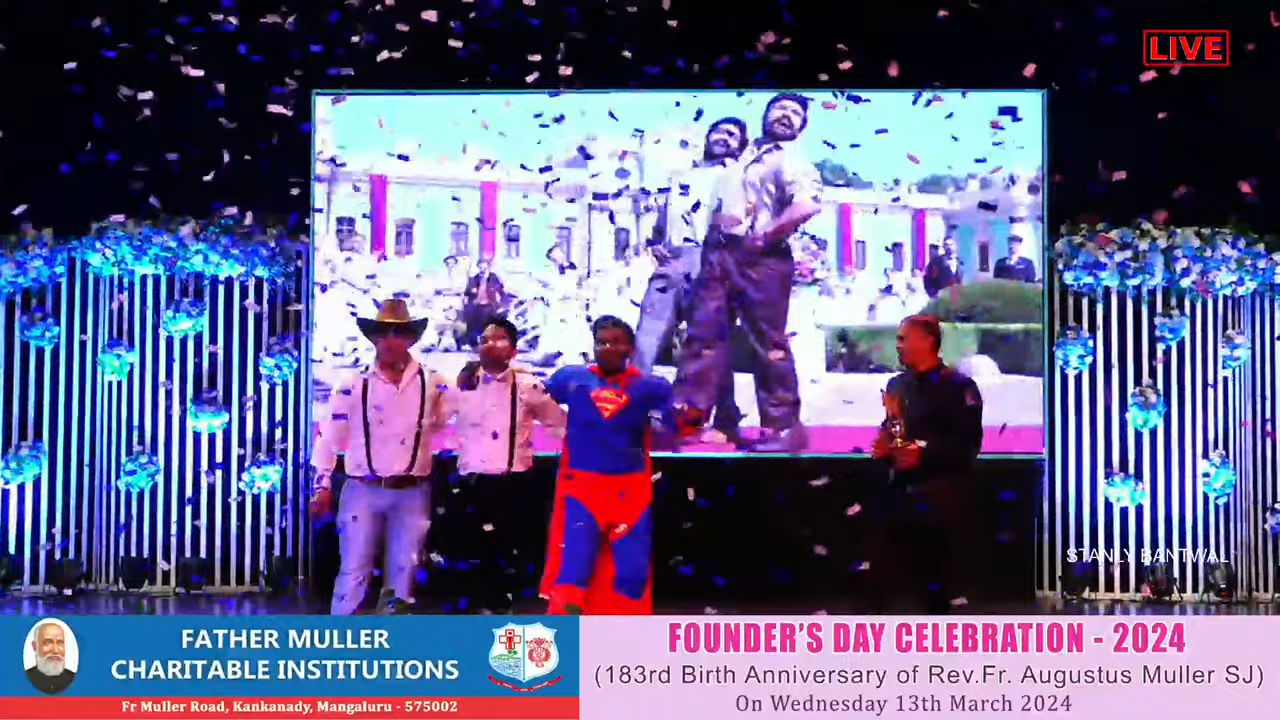 LIVE
STANLY BANTWAL
FATHER MULLER
CHARITABLE INSTITUTIONS
Fr Muller Road, Kankanady, Mangaluru - 575002
FOUNDER'S DAY CELEBRATION - 2024
(183rd Birth Anniversary of Rev.Fr. Augustus Muller SJ)
On Wednesday 13th March 2024